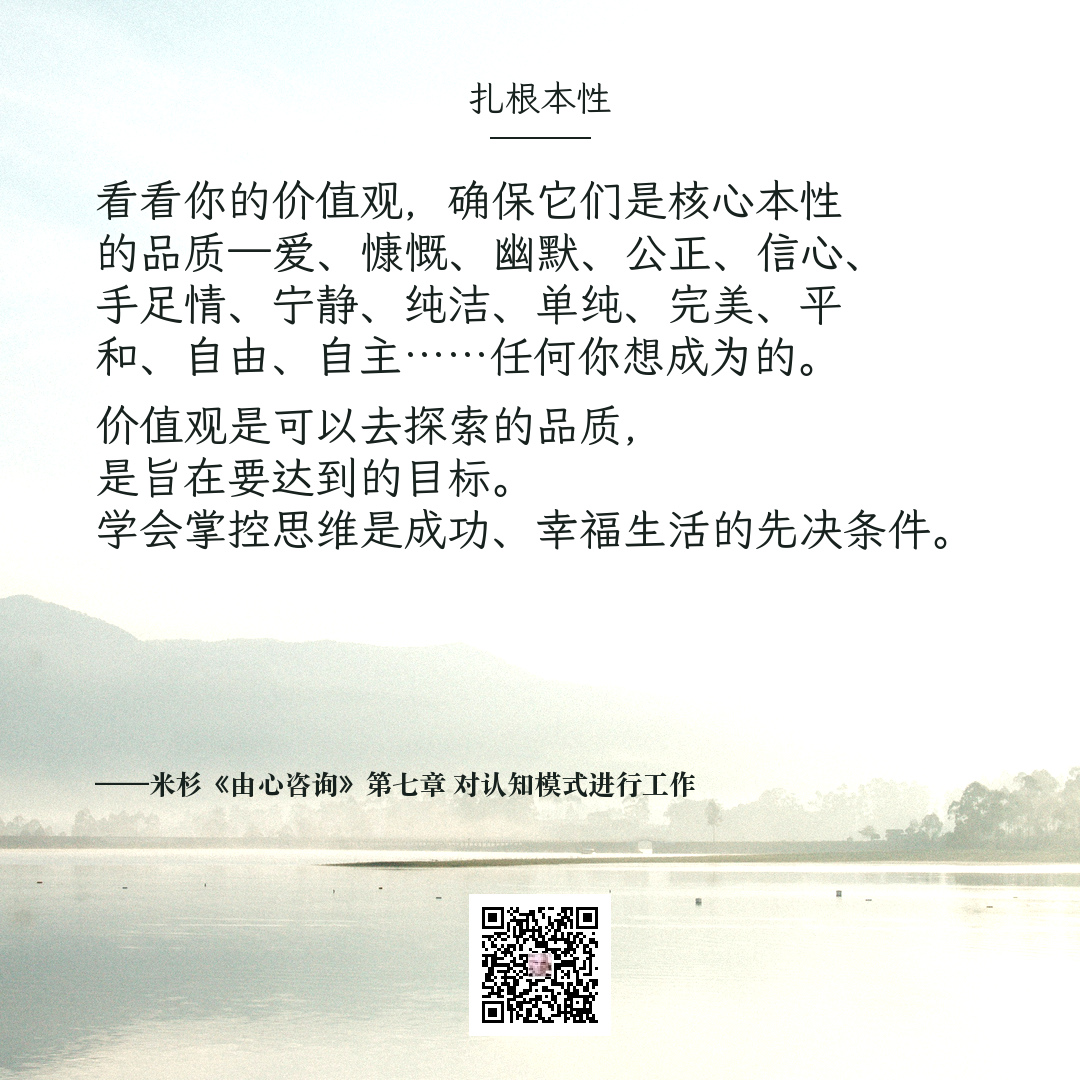 扎根本性
看看你的价值观，确保它们是核心本性
的品质—爱、慷慨、幽默、公正、信心、
手足情、宁静、纯洁、单纯、完美、平
和、自由、自主……任何你想成为的。
价值观是可以去探索的品质，
是旨在要达到的目标。
学会掌控思维是成功、幸福生活的先决条件。
——米杉《由心咨询》第七章 对认知模式进行工作